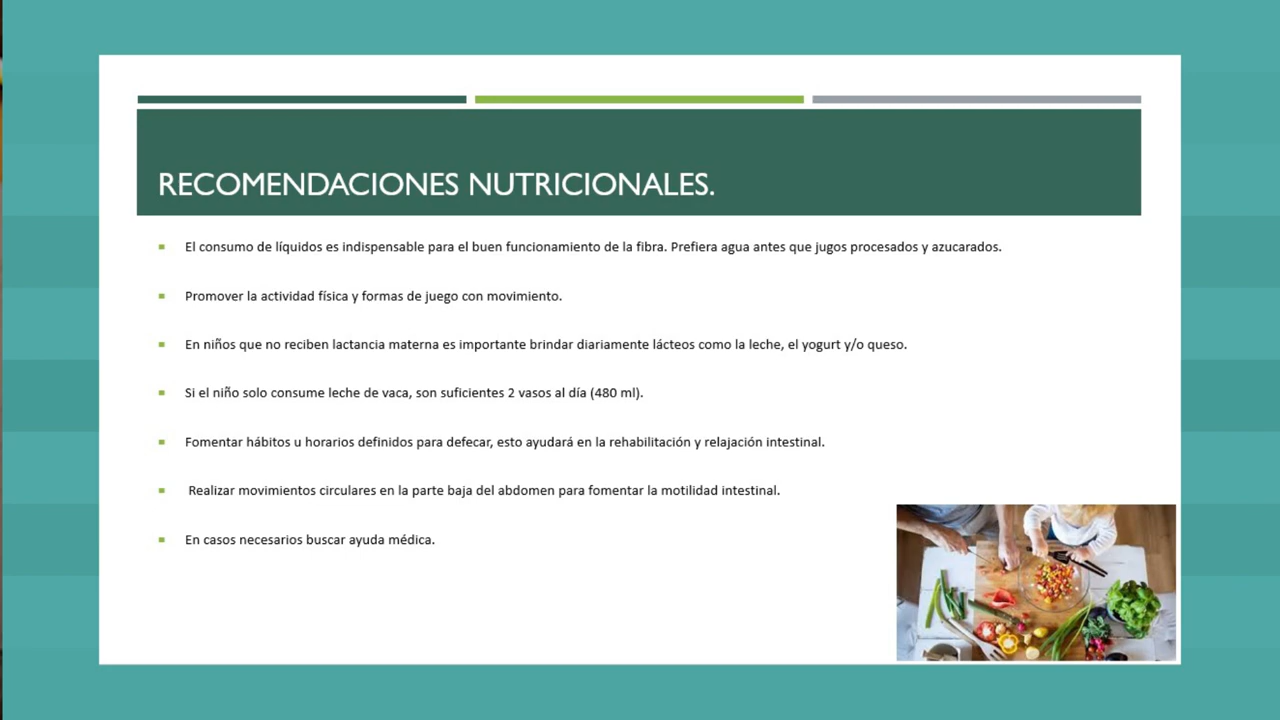 RECOMENDACIONES NUTRICIONALES.
El consumo de líquidos es indispensable para el buen funcionamiento de la fibra. Prefiera agua antes que jugos procesados y azucarados.
Promover la actividad física y formas de juego con movimiento.
En niños que no reciben lactancia materna es importante brindar diariamente lácteos como la leche, el yogurt y/o queso.
Si el niño solo consume leche de vaca, son suficientes 2 vasos al día (480 ml).
Fomentar hábitos u horarios definidos para defecar, esto ayudará en la rehabilitación y relajación intestinal.
Realizar movimientos circulares en la parte baja del abdomen para fomentar la motilidad intestinal.
En casos necesarios buscar ayuda médica.